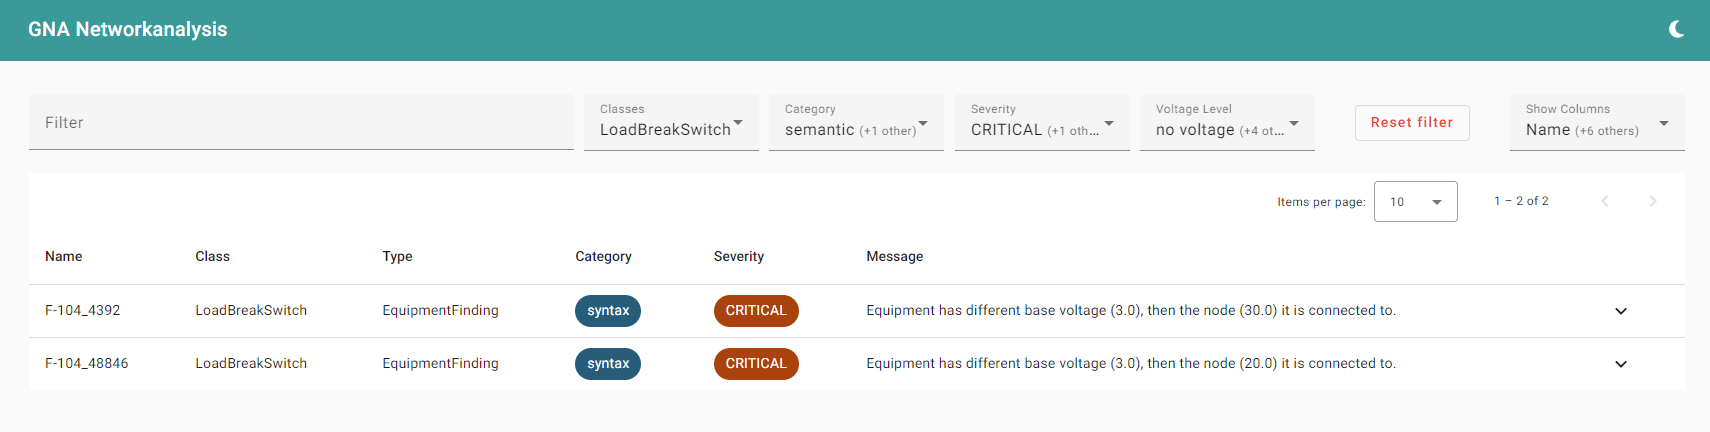 GNA Networkanalysis
Filter
Classes
LoadBreakSwitch
Category
semantic (+1 other)
Severity
CRITICAL (+1 oth...
Voltage Level
no voltage (+4 ot...
Reset filter
Show Columns
Name (+6 others)
Items per page: 10 1 – 2 of 2
Name Class Type Category Severity Message
F-104_4392 LoadBreakSwitch EquipmentFinding syntax CRITICAL Equipment has different base voltage (3.0), then the node (30.0) it is connected to.
F-104_48846 LoadBreakSwitch EquipmentFinding syntax CRITICAL Equipment has different base voltage (3.0), then the node (20.0) it is connected to.